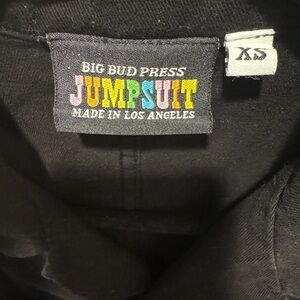 BIG BUD PRESS
JUMPSUIT
MADE IN LOS ANGELES
XS